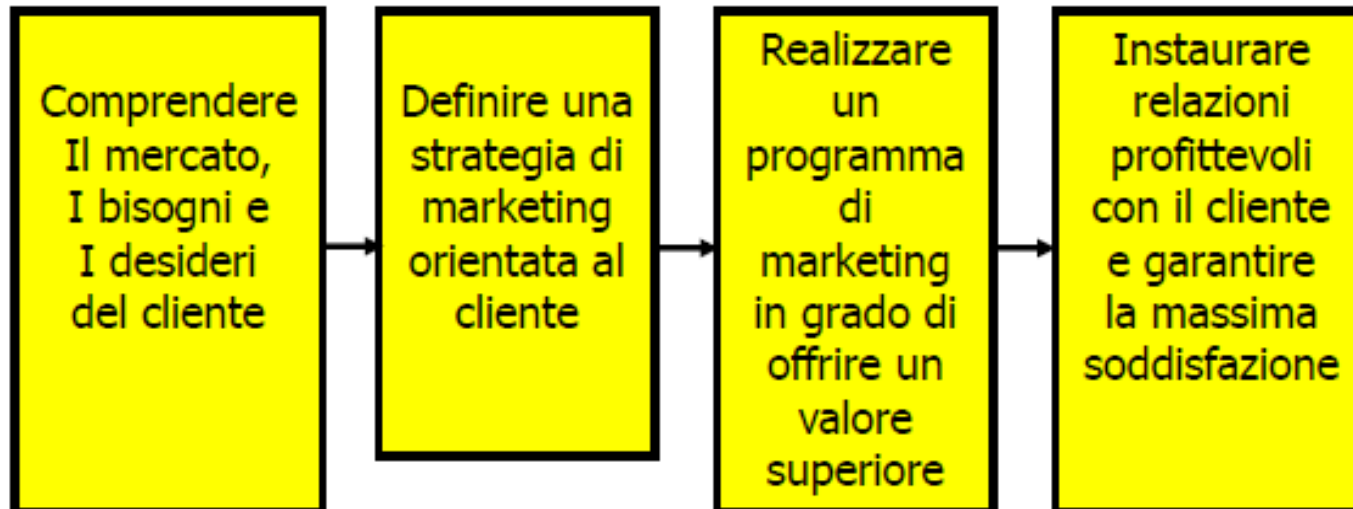 Comprendere
Il mercato,
I bisogni e
I desideri
del cliente
Definire una
strategia di
marketing
orientata al
cliente
Realizzare
un
programma
di
marketing
in grado di
offrire un
valore
superiore
Instaurare
relazioni
profittevoli
con il cliente
e garantire
la massima
soddisfazione